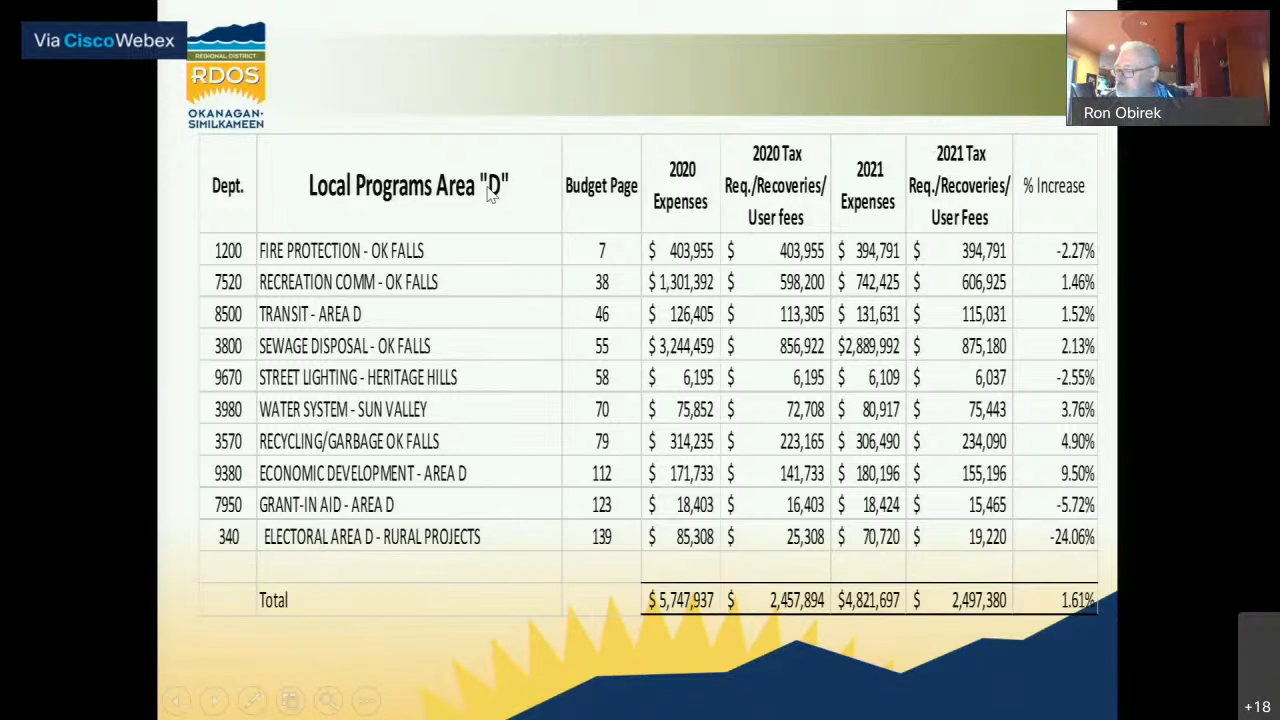 Via Cisco Webex
REGIONAL DISTRICT
RDOS
OKANAGAN-
SIMILKAMEEN
Ron Obirek
Dept. Local Programs Area "D" Budget Page 2020 Expenses 2020 Tax Req./Recoveries/ User fees 2021 Expenses 2021 Tax Req./Recoveries/ User Fees % Increase
1200 FIRE PROTECTION - OK FALLS 7 $ 403,955 $ 403,955 $ 394,791 $ 394,791 -2.27%
7520 RECREATION COMM - OK FALLS 38 $ 1,301,392 $ 598,200 $ 742,425 $ 606,925 1.46%
8500 TRANSIT - AREA D 46 $ 126,405 $ 113,305 $ 131,631 $ 115,031 1.52%
3800 SEWAGE DISPOSAL - OK FALLS 55 $ 3,244,459 $ 856,922 $2,889,992 $ 875,180 2.13%
9670 STREET LIGHTING - HERITAGE HILLS 58 $ 6,195 $ 6,195 $ 6,109 $ 6,037 -2.55%
3980 WATER SYSTEM - SUN VALLEY 70 $ 75,852 $ 72,708 $ 80,917 $ 75,443 3.76%
3570 RECYCLING/GARBAGE OK FALLS 79 $ 314,235 $ 223,165 $ 306,490 $ 234,090 4.90%
9380 ECONOMIC DEVELOPMENT - AREA D 112 $ 171,733 $ 141,733 $ 180,196 $ 155,196 9.50%
7950 GRANT-IN AID - AREA D 123 $ 18,403 $ 16,403 $ 18,424 $ 15,465 -5.72%
340 ELECTORAL AREA D - RURAL PROJECTS 139 $ 85,308 $ 25,308 $ 70,720 $ 19,220 -24.06%
Total $ 5,747,937 $ 2,457,894 $4,821,697 $ 2,497,380 1.61%
+18